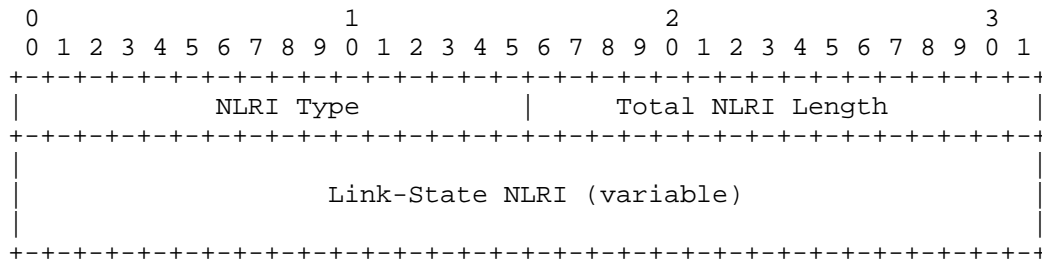 0                   1                   2                   3
 0 1 2 3 4 5 6 7 8 9 0 1 2 3 4 5 6 7 8 9 0 1 2 3 4 5 6 7 8 9 0 1
+-+-+-+-+-+-+-+-+-+-+-+-+-+-+-+-+-+-+-+-+-+-+-+-+-+-+-+-+-+-+-+-+
|            NLRI Type          |     Total NLRI Length         |
+-+-+-+-+-+-+-+-+-+-+-+-+-+-+-+-+-+-+-+-+-+-+-+-+-+-+-+-+-+-+-+-+
|                                                               |
|                   Link-State NLRI (variable)                  |
|                                                               |
+-+-+-+-+-+-+-+-+-+-+-+-+-+-+-+-+-+-+-+-+-+-+-+-+-+-+-+-+-+-+-+-+